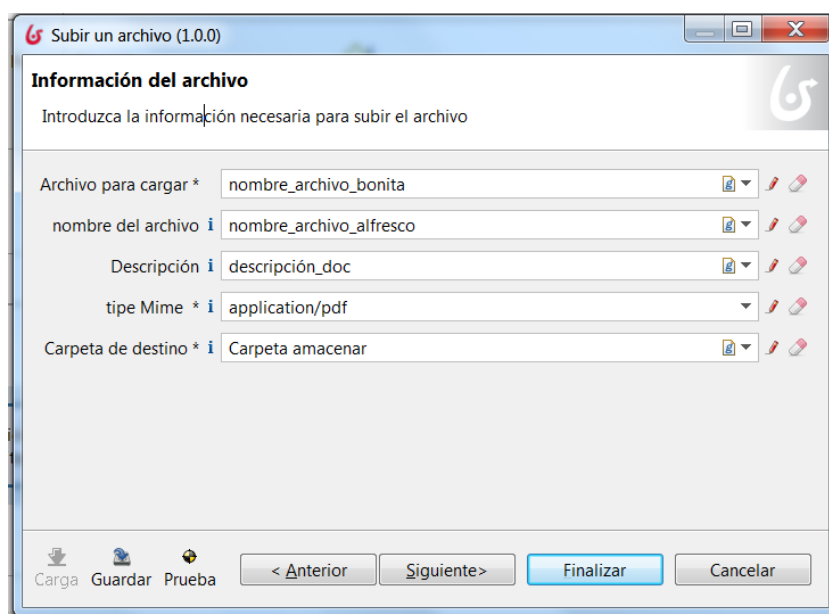 Subir un archivo (1.0.0)
Información del archivo
Introduzca la información necesaria para subir el archivo
Archivo para cargar * nombre_archivo_bonita
nombre del archivo i nombre_archivo_alfresco
Descripción i descripción_doc
tipe Mime * i application/pdf
Carpeta de destino * i Carpeta amacenar
Carga Guardar Prueba < Anterior Siguiente> Finalizar Cancelar